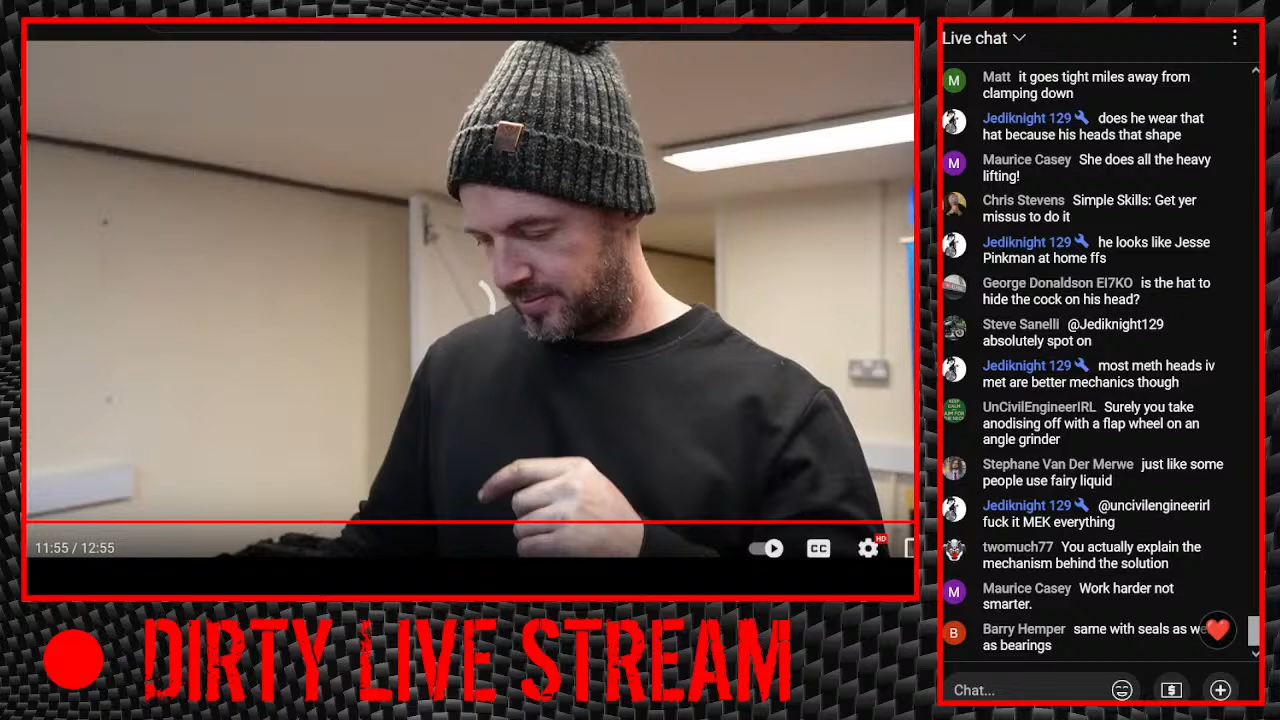 11:55 / 12:55
CC
HD
DIRTY LIVE STREAM
Live chat
M
Matt it goes tight miles away from
clamping down
Jediknight 129 does he wear that
hat because his heads that shape
M
Maurice Casey She does all the heavy
lifting!
Chris Stevens Simple Skills: Get yer
missus to do it
Jediknight 129 he looks like Jesse
Pinkman at home ffs
George Donaldson EI7KO is the hat to
hide the cock on his head?
Steve Sanelli @Jediknight129
absolutely spot on
Jediknight 129 most meth heads iv
met are better mechanics though
UnCivilEngineerIRL Surely you take
anodising off with a flap wheel on an
angle grinder
Stephane Van Der Merwe just like some
people use fairy liquid
Jediknight 129 @uncivilengineerirl
fuck it MEK everything
twomuch77 You actually explain the
mechanism behind the solution
M
Maurice Casey Work harder not
smarter.
B
Barry Hemper same with seals as
as bearings
Chat...
$